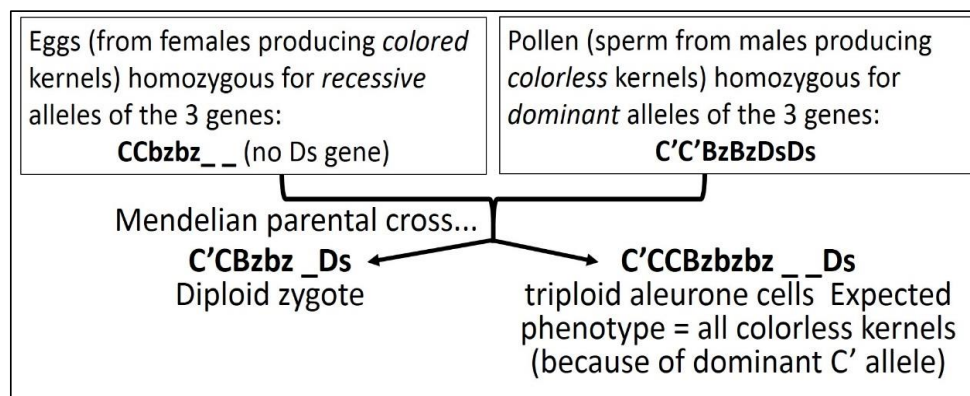 Eggs (from females producing colored
kernels) homozygous for recessive
alleles of the 3 genes:
CCbzbz_ _ (no Ds gene)
Pollen (sperm from males producing
colorless kernels) homozygous for
dominant alleles of the 3 genes:
C’C’BzBzDsDs
Mendelian parental cross...
C’CBzbz _Ds
Diploid zygote
C’CCBzbzbz _ _Ds
triploid aleurone cells Expected
phenotype = all colorless kernels
(because of dominant C’ allele)